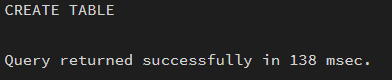 CREATE TABLE
Query returned successfully in 138 msec.